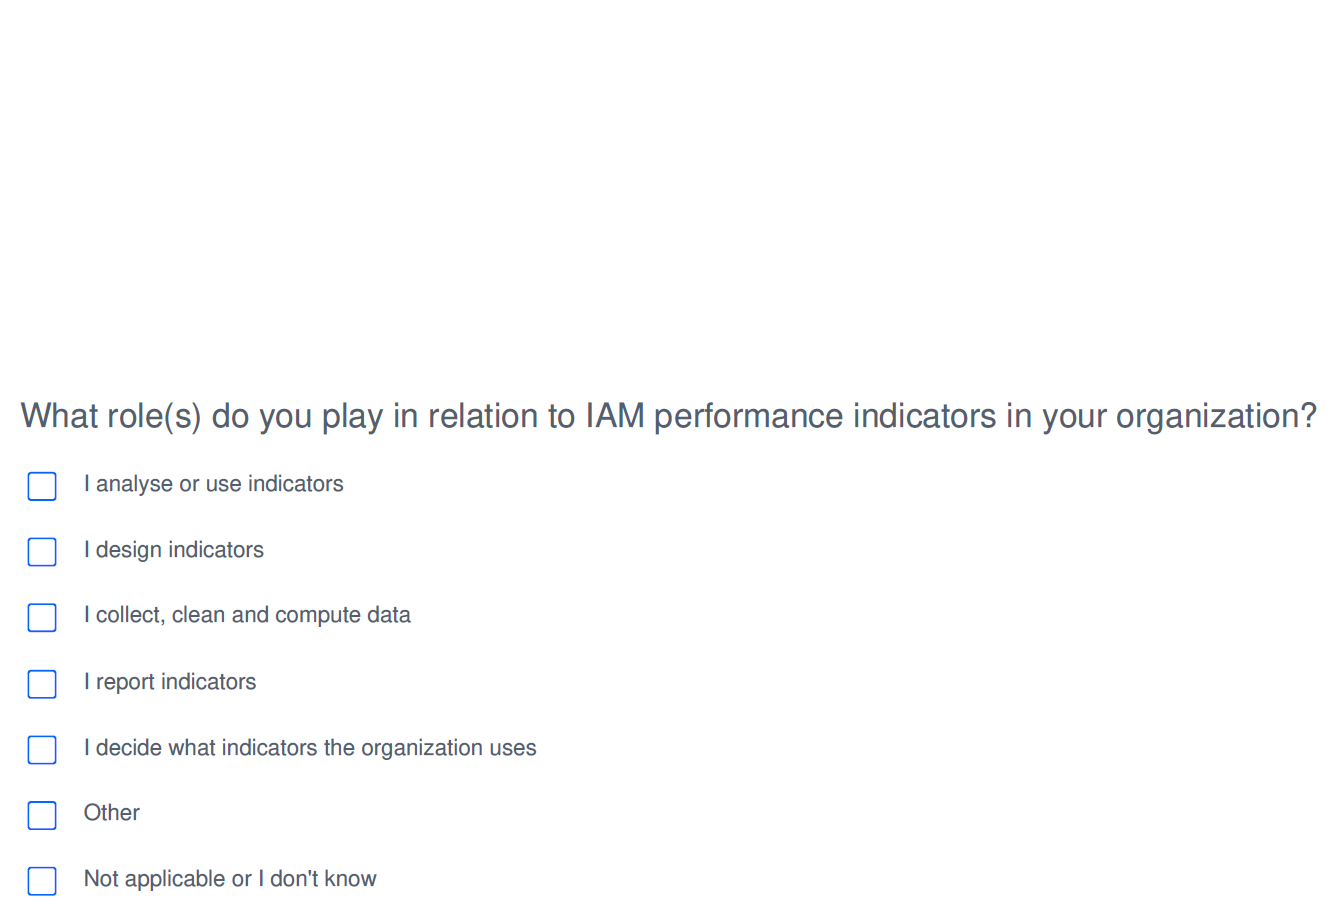 What role(s) do you play in relation to IAM performance indicators in your organization?
I analyse or use indicators
I design indicators
I collect, clean and compute data
I report indicators
I decide what indicators the organization uses
Other
Not applicable or I don't know